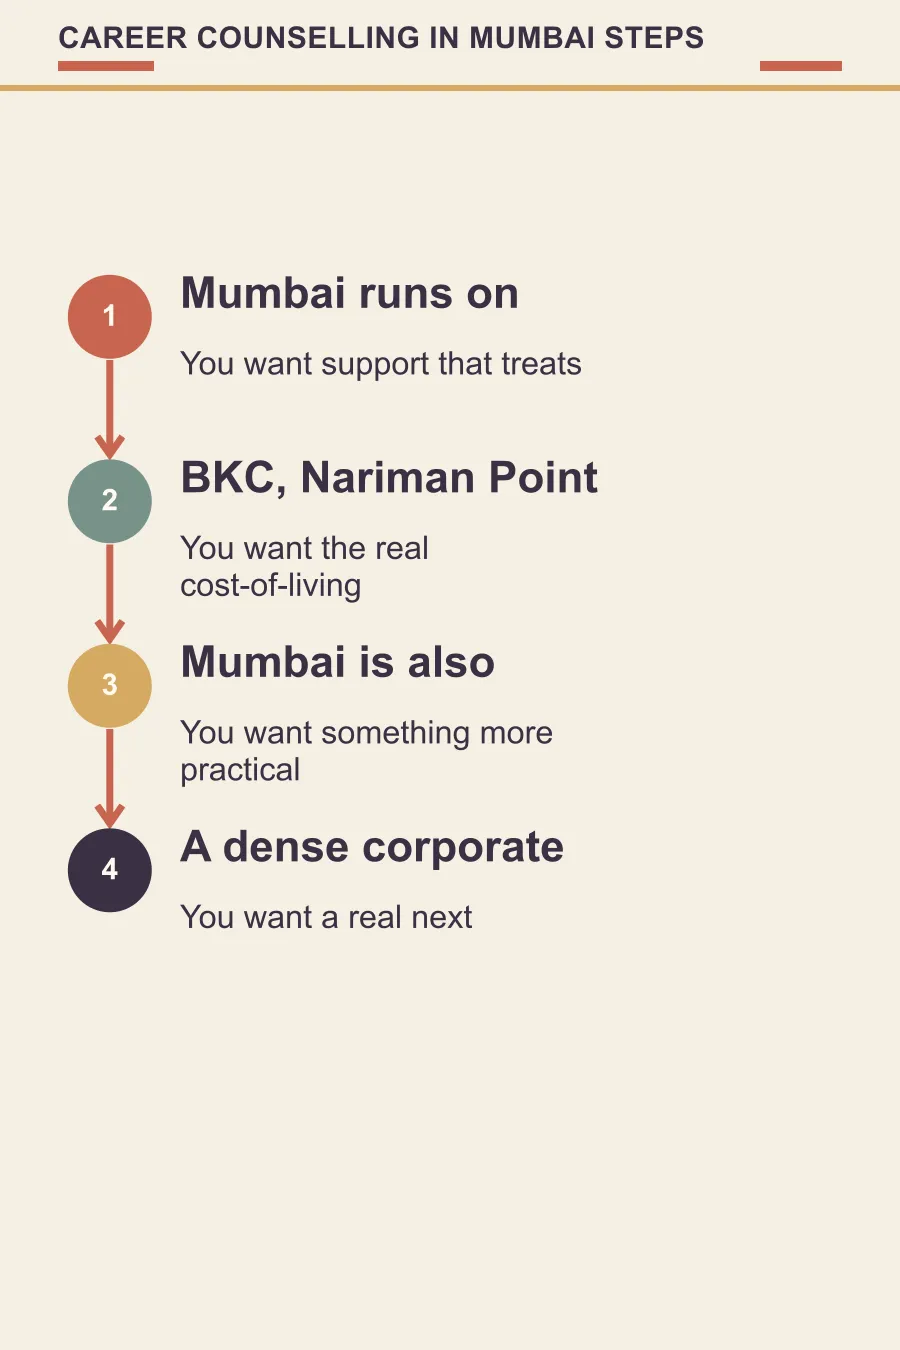 CAREER COUNSELLING IN MUMBAI STEPS
1
Mumbai runs on
You want support that treats
2
BKC, Nariman Point
You want the real
cost-of-living
3
Mumbai is also
You want something more
practical
4
A dense corporate
You want a real next